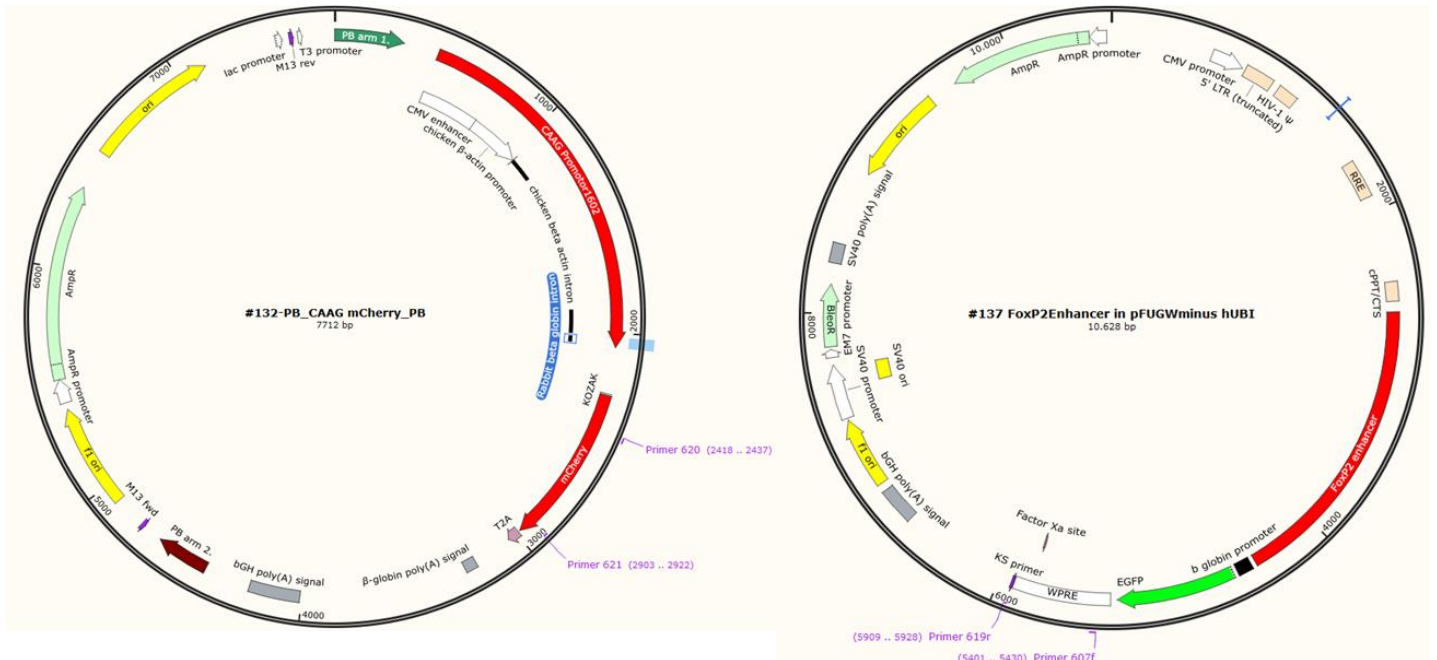 lac promoter
M13 rev
T3 promoter
PB arm 1.
7000
ori
CMV enhancer
chicken β-actin promoter
1000
CAAG Promotor1602
chicken beta actin intron
Rabbit beta globin intron
6000
AmpR
#132-PB_CAAG mCherry_PB
7712 bp
2000
KOZAK
AmpR promoter
mCherry
Primer 620 (2418 .. 2437)
f1 ori
5000
M13 fwd
T2A
3000
Primer 621 (2903 .. 2922)
PB arm 2.
β-globin poly(A) signal
bGH poly(A) signal
4000
10.000
AmpR
AmpR promoter
CMV promoter
5' LTR (truncated)
HIV-1 Ψ
ori
RRE
2000
SV40 poly(A) signal
cPPT/CTS
BleoR
8000
EM7 promoter
#137 FoxP2Enhancer in pFUGWminus hUBI
10.628 bp
SV40 promoter
SV40 ori
FoxP2 enhancer
f1 ori
bGH poly(A) signal
4000
Factor Xa site
b globin promoter
KS primer
EGFP
WPRE
6000
(5909 .. 5928) Primer 619r
(5401 .. 5430) Primer 607f